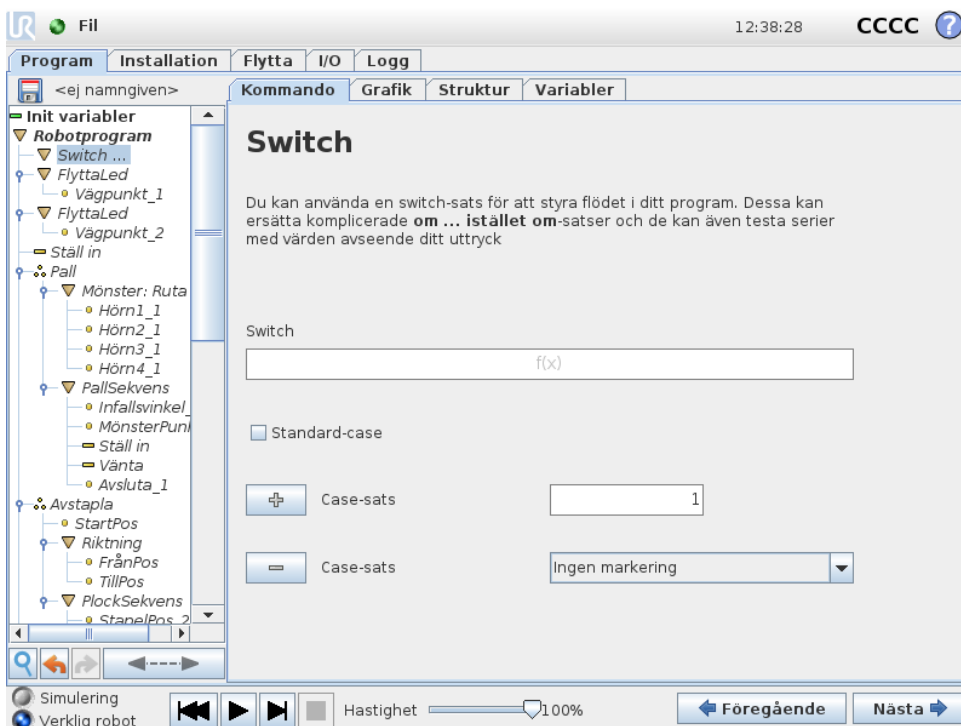 UR Fil 12:38:28 CCCC ?
Program Installation Flytta I/O Logg
<ej namngiven> Kommando Grafik Struktur Variabler
Init variabler
Robotprogram
Switch ...
FlyttaLed
Vägpunkt_1
FlyttaLed
Vägpunkt_2
Ställ in
Pall
Mönster: Ruta
Hörn1_1
Hörn2_1
Hörn3_1
Hörn4_1
PallSekvens
Infallsvinkel_
MönsterPunl
Ställ in
Vänta
Avsluta_1
Avstapla
StartPos
Riktning
FrånPos
TillPos
PlockSekvens
StapelPos_2
Switch
Du kan använda en switch-sats för att styra flödet i ditt program. Dessa kan
ersätta komplicerade om ... istället om-satser och de kan även testa serier
med värden avseende ditt uttryck
Switch
f(x)
Standard-case
Case-sats 1
Case-sats Ingen markering
Simulering
Verklig robot
Hastighet 100%
Föregående Nästa